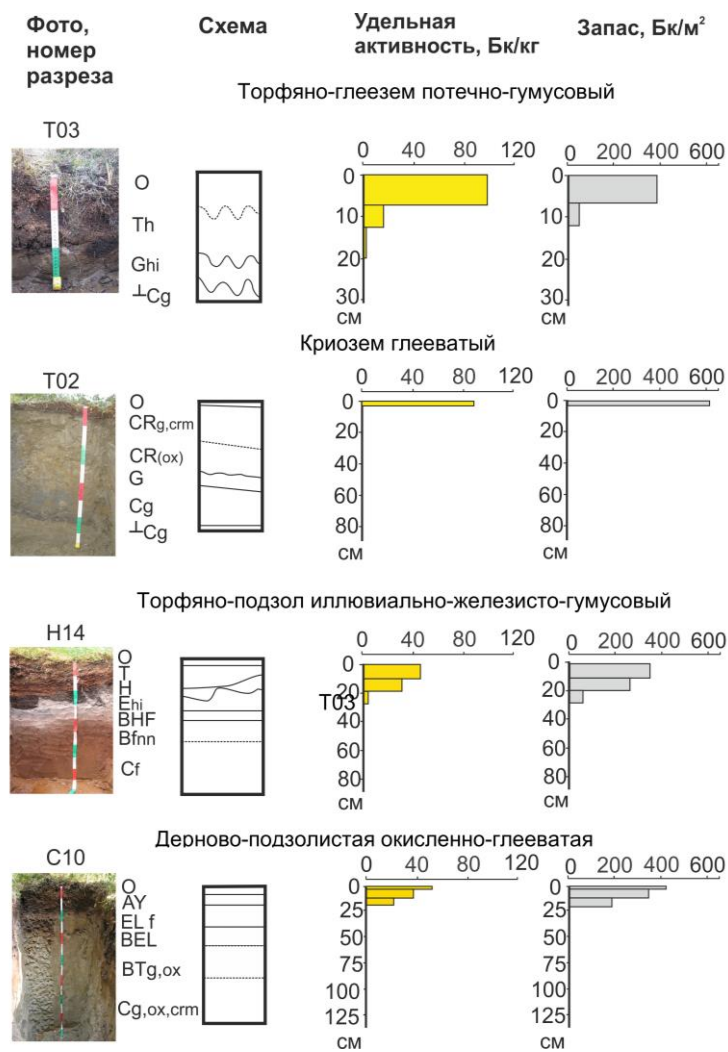 Фото, номер разреза
Схема
Удельная активность, Бк/кг
Запас, Бк/м²
Торфяно-глеезем потечно-гумусовый
T03
O
Th
Ghi
⊥Cg
0 40 80 120
0
10
20
30
см
0 200 400 600
0
10
20
30
см
Криозем глееватый
T02
O
CRg,crm
CR(ox)
G
Cg
⊥Cg
0 40 80 120
0
20
40
60
80
см
0 200 400 600
0
20
40
60
80
см
Торфяно-подзол иллювиально-железисто-гумусовый
H14
O
T
H
Ehi
BHF
Bfnn
Cf
0 40 80 120
0
20
T03
40
60
80
см
0 200 400 600
0
20
40
60
80
см
Дерново-подзолистая окисленно-глееватая
C10
O
AY
EL f
BEL
BTg,ox
Cg,ox,crm
0 40 80 120
0
25
50
75
100
125
см
0 200 400 600
0
25
50
75
100
125
см